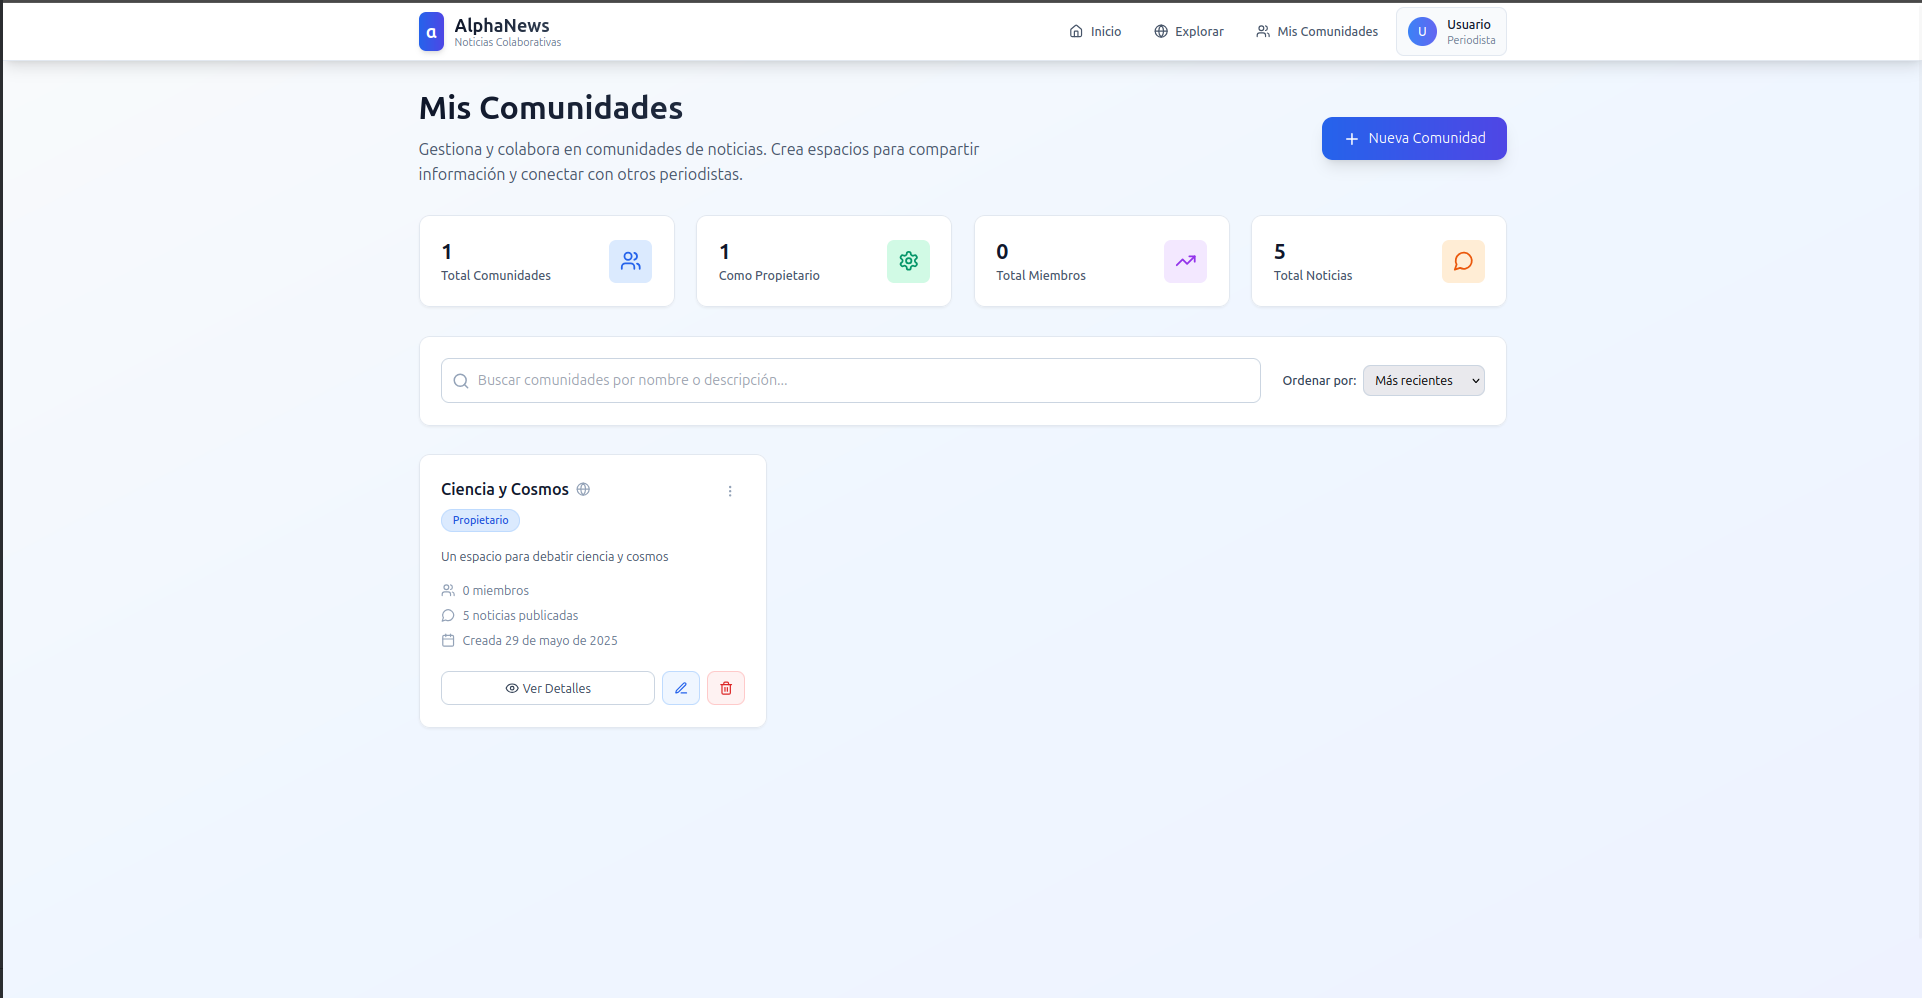 α
AlphaNews
Noticias Colaborativas
Inicio
Explorar
Mis Comunidades
U
Usuario
Periodista
Mis Comunidades
Gestiona y colabora en comunidades de noticias. Crea espacios para compartir
información y conectar con otros periodistas.
Nueva Comunidad
1
Total Comunidades
1
Como Propietario
0
Total Miembros
5
Total Noticias
Buscar comunidades por nombre o descripción...
Ordenar por:
Más recientes
Ciencia y Cosmos
Propietario
Un espacio para debatir ciencia y cosmos
0 miembros
5 noticias publicadas
Creada 29 de mayo de 2025
Ver Detalles